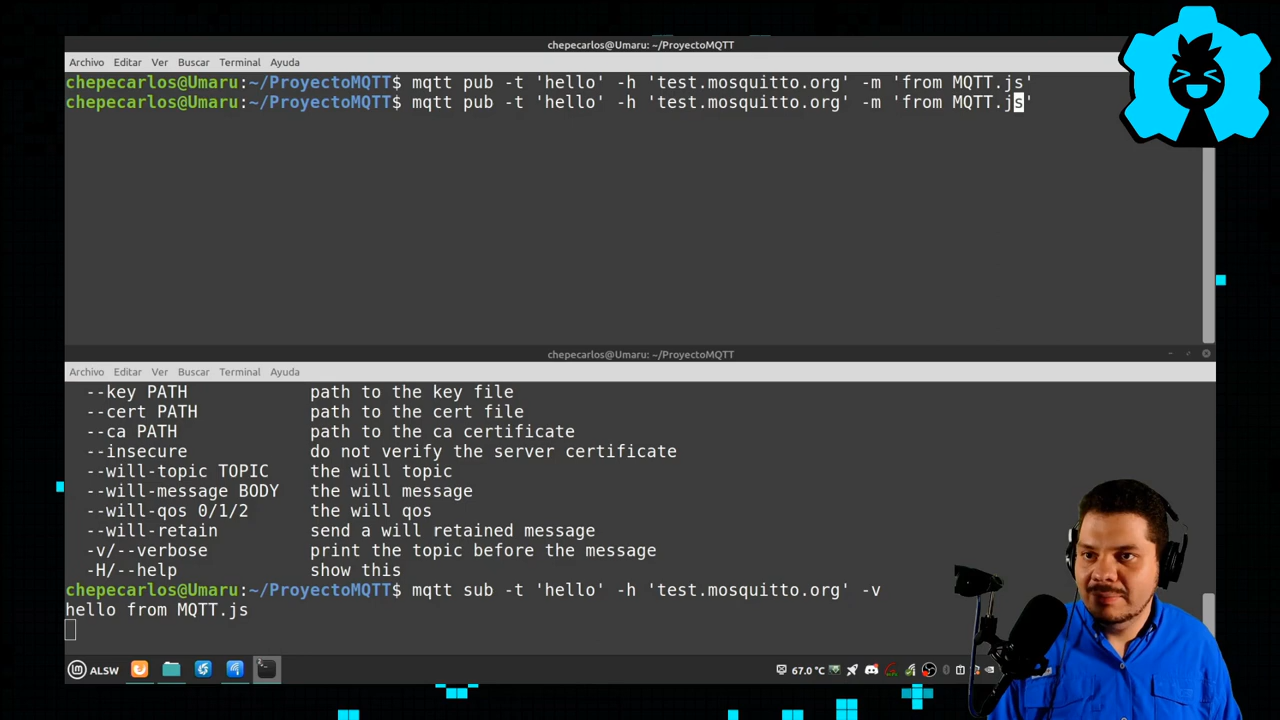 chepecarlos@Umaru: ~/ProyectoMQTT
Archivo Editar Ver Buscar Terminal Ayuda
chepecarlos@Umaru:~/ProyectoMQTT$ mqtt pub -t 'hello' -h 'test.mosquitto.org' -m 'from MQTT.js'
chepecarlos@Umaru:~/ProyectoMQTT$ mqtt pub -t 'hello' -h 'test.mosquitto.org' -m 'from MQTT.js'
chepecarlos@Umaru: ~/ProyectoMQTT
Archivo Editar Ver Buscar Terminal Ayuda
--key PATH path to the key file
--cert PATH path to the cert file
--ca PATH path to the ca certificate
--insecure do not verify the server certificate
--will-topic TOPIC the will topic
--will-message BODY the will message
--will-qos 0/1/2 the will qos
--will-retain send a will retained message
-v/--verbose print the topic before the message
-H/--help show this
chepecarlos@Umaru:~/ProyectoMQTT$ mqtt sub -t 'hello' -h 'test.mosquitto.org' -v
hello from MQTT.js
ALSW 67.0 °C